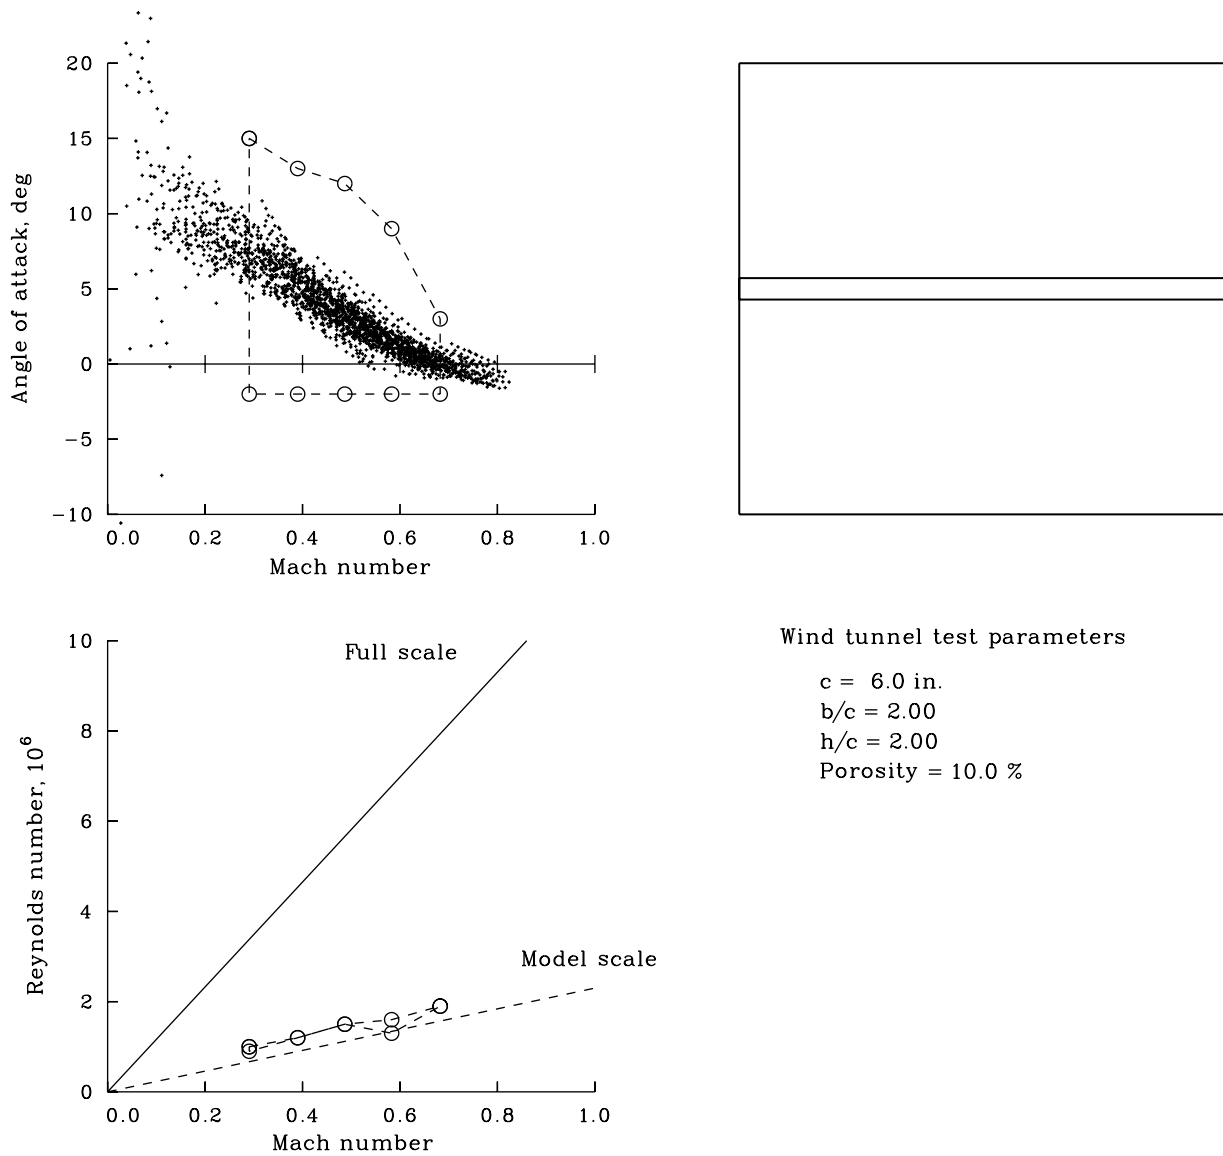 20
15
10
5
0
−5
−10
Angle of attack, deg
0.0 0.2 0.4 0.6 0.8 1.0
Mach number
10
8
6
4
2
0
Reynolds number, 10⁶
Full scale
Model scale
0.0 0.2 0.4 0.6 0.8 1.0
Mach number
Wind tunnel test parameters
c = 6.0 in.
b/c = 2.00
h/c = 2.00
Porosity = 10.0 %